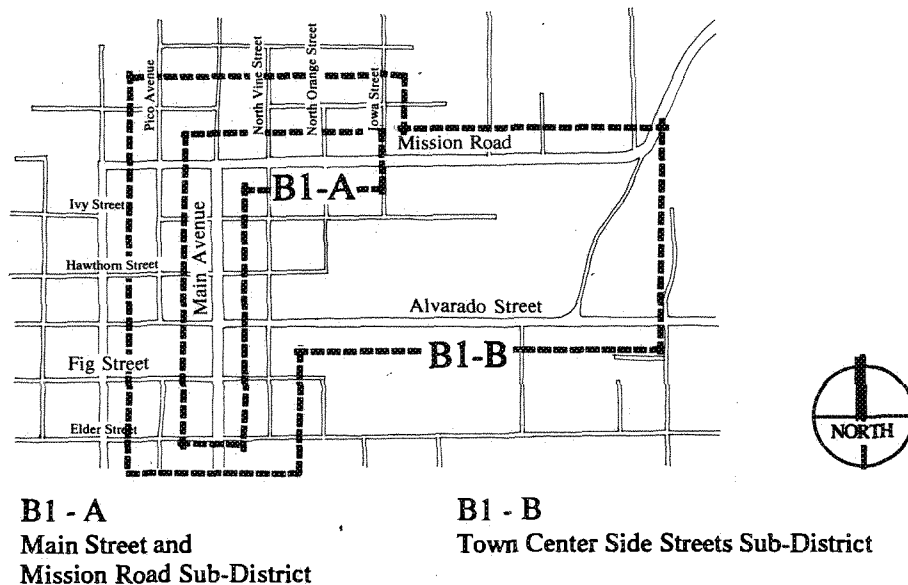 Pico Avenue
North Vine Street
North Orange Street
Iowa Street
Mission Road
B1-A
Ivy Street
Main Avenue
Hawthorn Street
Alvarado Street
B1-B
Fig Street
Elder Street
NORTH
B1 - A
Main Street and
Mission Road Sub-District
B1 - B
Town Center Side Streets Sub-District